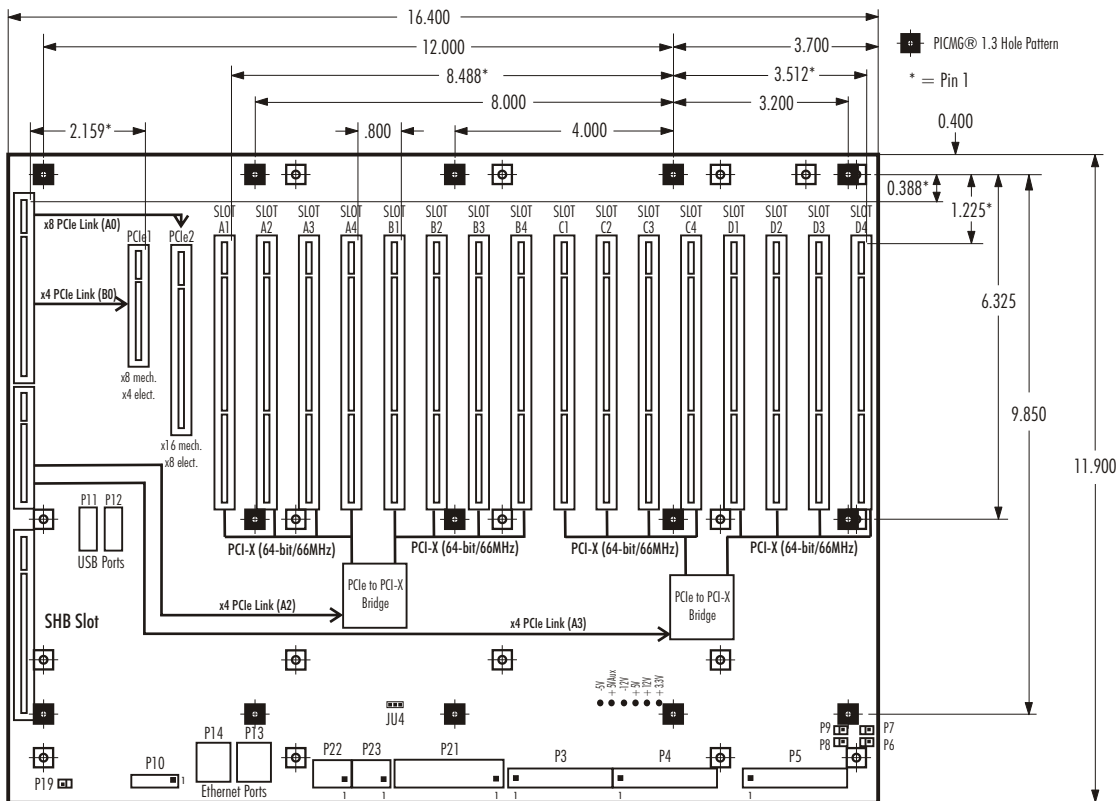 16.400
12.000
3.700
PICMG® 1.3 Hole Pattern
8.488*
3.512*
* = Pin 1
8.000
3.200
2.159*
.800
4.000
0.400
0.388*
1.225*
x8 PCIe Link (A0)
PCIe1
PCIe2
SLOT A1
SLOT A2
SLOT A3
SLOT A4
SLOT B1
SLOT B2
SLOT B3
SLOT B4
SLOT C1
SLOT C2
SLOT C3
SLOT C4
SLOT D1
SLOT D2
SLOT D3
SLOT D4
x4 PCIe Link (B0)
6.325
x8 mech.
x4 elect.
9.850
x16 mech.
x8 elect.
11.900
P11
P12
USB Ports
PCI-X (64-bit/66MHz)
PCI-X (64-bit/66MHz)
PCI-X (64-bit/66MHz)
PCI-X (64-bit/66MHz)
PCIe to PCI-X
Bridge
PCIe to PCI-X
Bridge
x4 PCIe Link (A2)
x4 PCIe Link (A3)
SHB Slot
-5V
+ 5VAux
-12V
+ 5V
+ 12V
+ 3.3V
JU4
P14
P13
P9
P7
P8
P6
P22
P23
P21
P3
P4
P5
P19
P10
1
Ethernet Ports
1
1
1
1
1
1